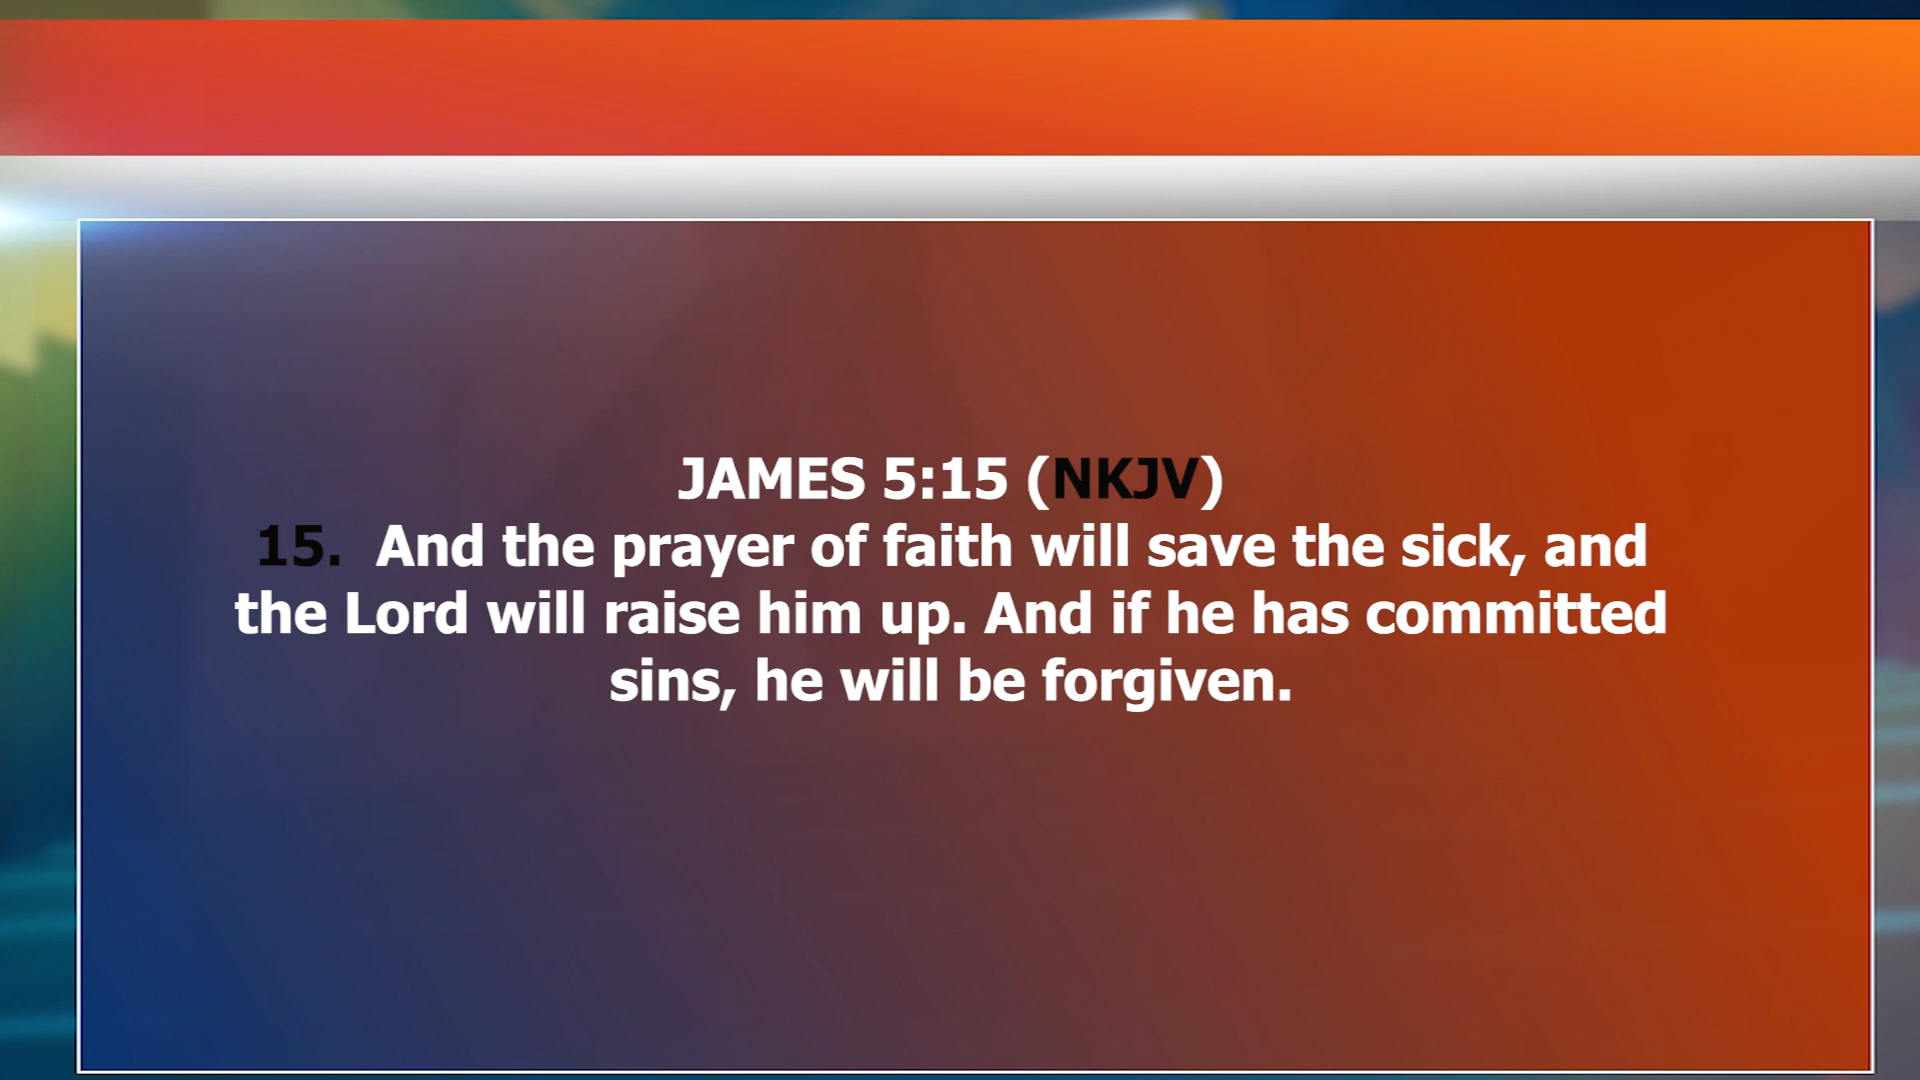 JAMES 5:15 (NKJV)
15. And the prayer of faith will save the sick, and
the Lord will raise him up. And if he has committed
sins, he will be forgiven.